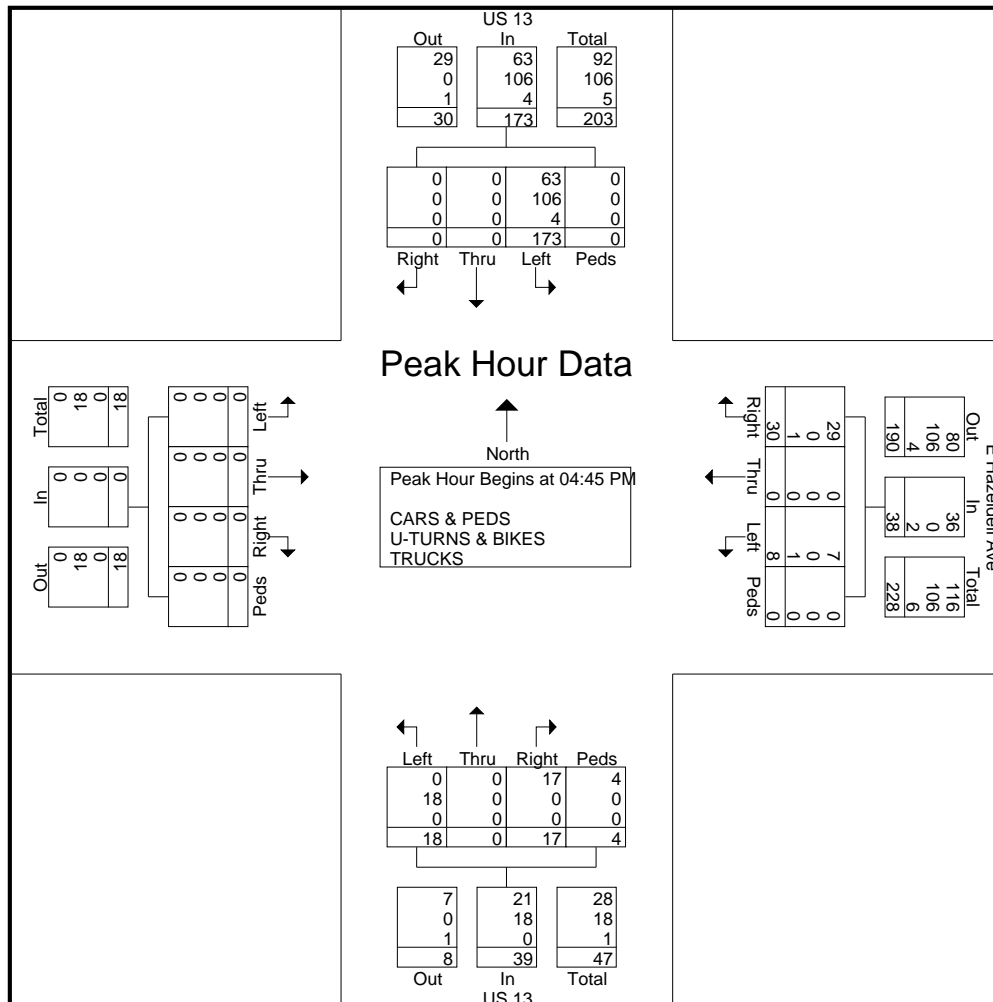 US 13
Out In Total
29 63 92
0 106 106
1 4 5
30 173 203
0 0 63 0
0 0 106 0
0 0 4 0
0 0 173 0
Right Thru Left Peds
Peak Hour Data
North
Peak Hour Begins at 04:45 PM
CARS & PEDS
U-TURNS & BIKES
TRUCKS
Total
0 18 0 18
In
0 0 0 0
Out
0 18 0 18
Left
0 0 0 0
Thru
0 0 0 0
Right
0 0 0 0
Peds
0 0 0 0
Right
29 0 1 30
Thru
0 0 0 0
Left
7 0 1 8
Peds
0 0 0 0
E Hazeldell Ave
Out
80 106 4 190
In
36 0 2 38
Total
116 106 6 228
Left Thru Right Peds
0 0 17 4
18 0 0 0
0 0 0 0
18 0 17 4
7 21 28
0 18 18
1 0 1
8 39 47
Out In Total
US 13